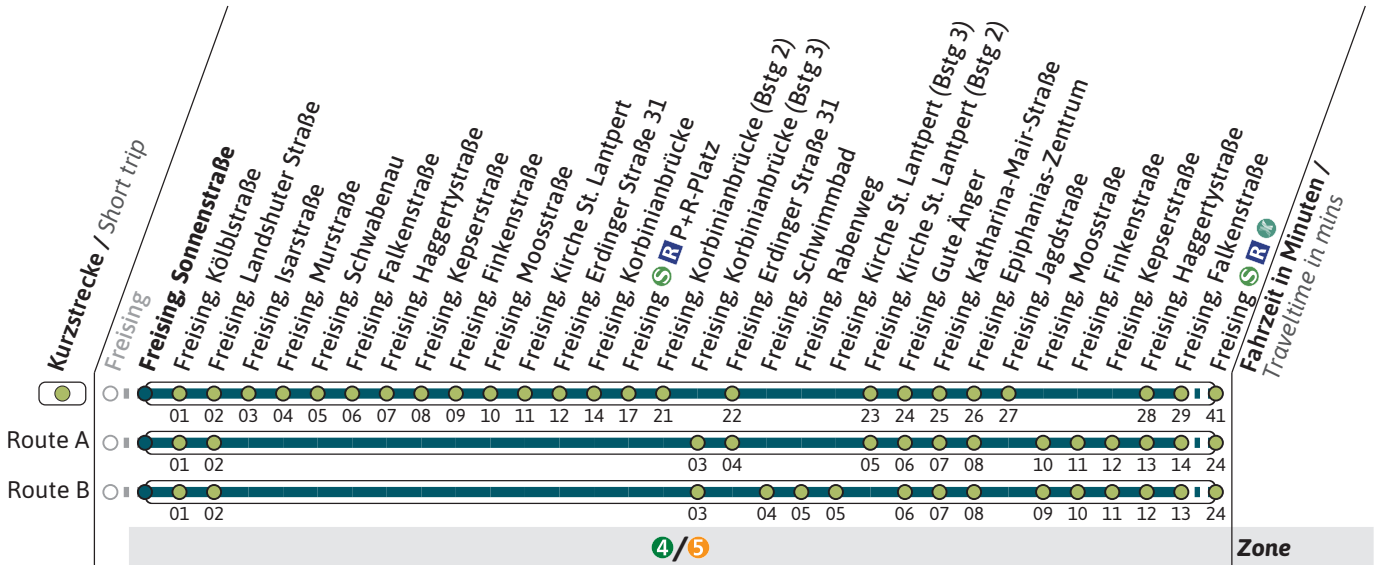 Kurzstrecke / Short trip
Freising
Freising, Sonnenstraße
Freising, Kölblstraße
Freising, Landshuter Straße
Freising, Isarstraße
Freising, Murstraße
Freising, Schwabenau
Freising, Falkenstraße
Freising, Haggertystraße
Freising, Kepserstraße
Freising, Finkenstraße
Freising, Moosstraße
Freising, Kirche St. Lantpert
Freising, Erdinger Straße 31
Freising, Korbinianbrücke
Freising S R P+R-Platz
Freising, Korbinianbrücke (Bstg 2)
Freising, Korbinianbrücke (Bstg 3)
Freising, Erdinger Straße 31
Freising, Schwimmbad
Freising, Rabenweg
Freising, Kirche St. Lantpert (Bstg 3)
Freising, Kirche St. Lantpert (Bstg 2)
Freising, Gute Änger
Freising, Katharina-Mair-Straße
Freising, Epiphanias-Zentrum
Freising, Jagdstraße
Freising, Moosstraße
Freising, Finkenstraße
Freising, Kepserstraße
Freising, Haggertystraße
Freising, Falkenstraße
Freising S R K
Fahrzeit in Minuten /
Traveltime in mins
01 02 03 04 05 06 07 08 09 10 11 12 14 17 21 22 23 24 25 26 27 28 29 41
Route A
01 02 03 04 05 06 07 08 10 11 12 13 14 24
Route B
01 02 03 04 05 05 06 07 08 09 10 11 12 13 24
4/5 Zone